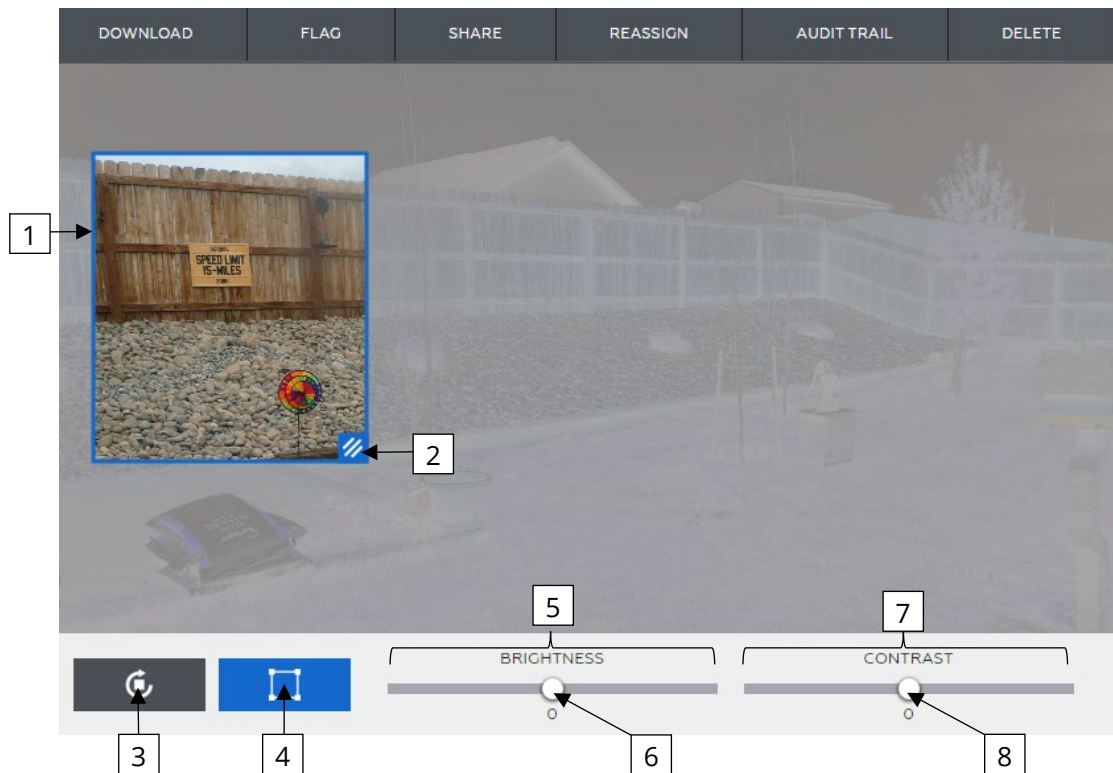 DOWNLOAD FLAG SHARE REASSIGN AUDIT TRAIL DELETE
1
SPEED LIMIT
15-MILES
2
5
7
BRIGHTNESS CONTRAST
0 0
3 4 6 8